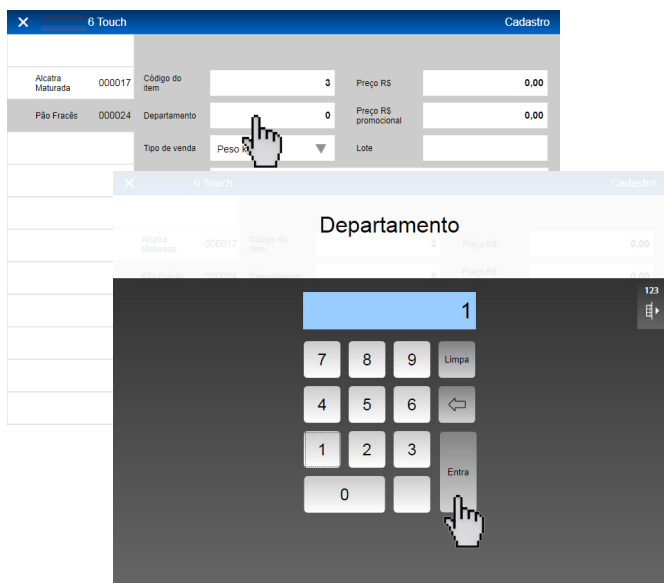 6 Touch Cadastro
Alcatra Maturada 000017 Código do item 3 Preço R$ 0,00
Pão Fracês 000024 Departamento 0 Preço R$ promocional 0,00
Tipo de venda Peso k Lote
6 Touch Cadastro
Departamento
Alcatra Maturada 000017 Código do item 3 Preço R$ 0,00
Pão Fracês 000024 Departamento 0 Preço R$ 0,00
123
1
7 8 9 Limpa
4 5 6
1 2 3
Entra
0